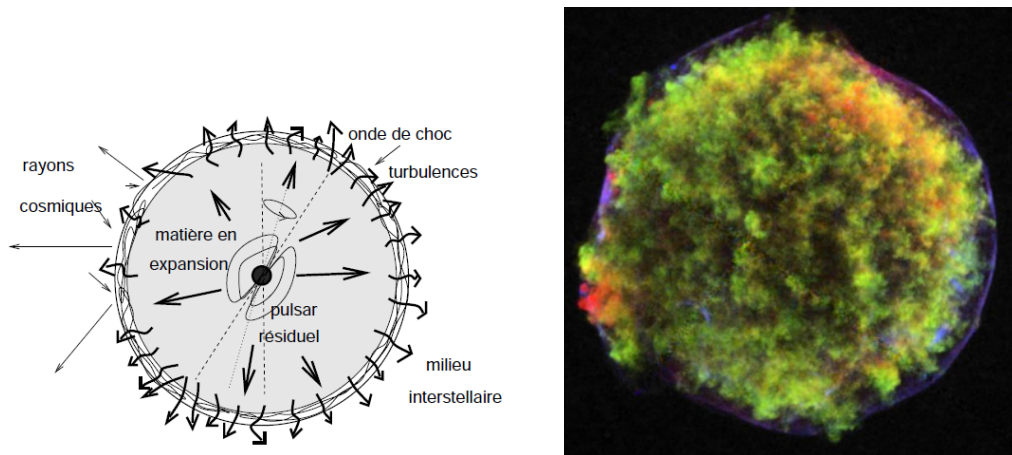 onde de choc
rayons
turbulences
cosmiques
matière en
expansion
pulsar
résiduel
milieu
interstellaire